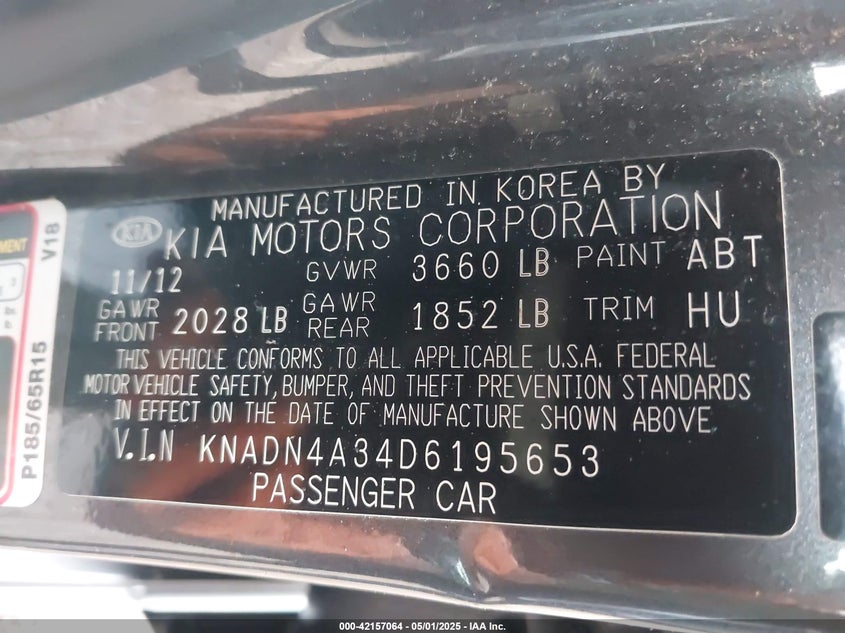 MANUFACTURED IN KOREA BY
KIA
KIA MOTORS CORPORATION
11/12 GVWR 3660 LB PAINT ABT
GAWR FRONT 2028 LB GAWR REAR 1852 LB TRIM HU
THIS VEHICLE CONFORMS TO ALL APPLICABLE U.S.A. FEDERAL
MOTOR VEHICLE SAFETY, BUMPER, AND THEFT PREVENTION STANDARDS
IN EFFECT ON THE DATE OF MANUFACTURE SHOWN ABOVE
V.I.N KNADN4A34D6195653
PASSENGER CAR
V18
P185/65R15
000-42157064 - 05/01/2025 - IAA Inc.